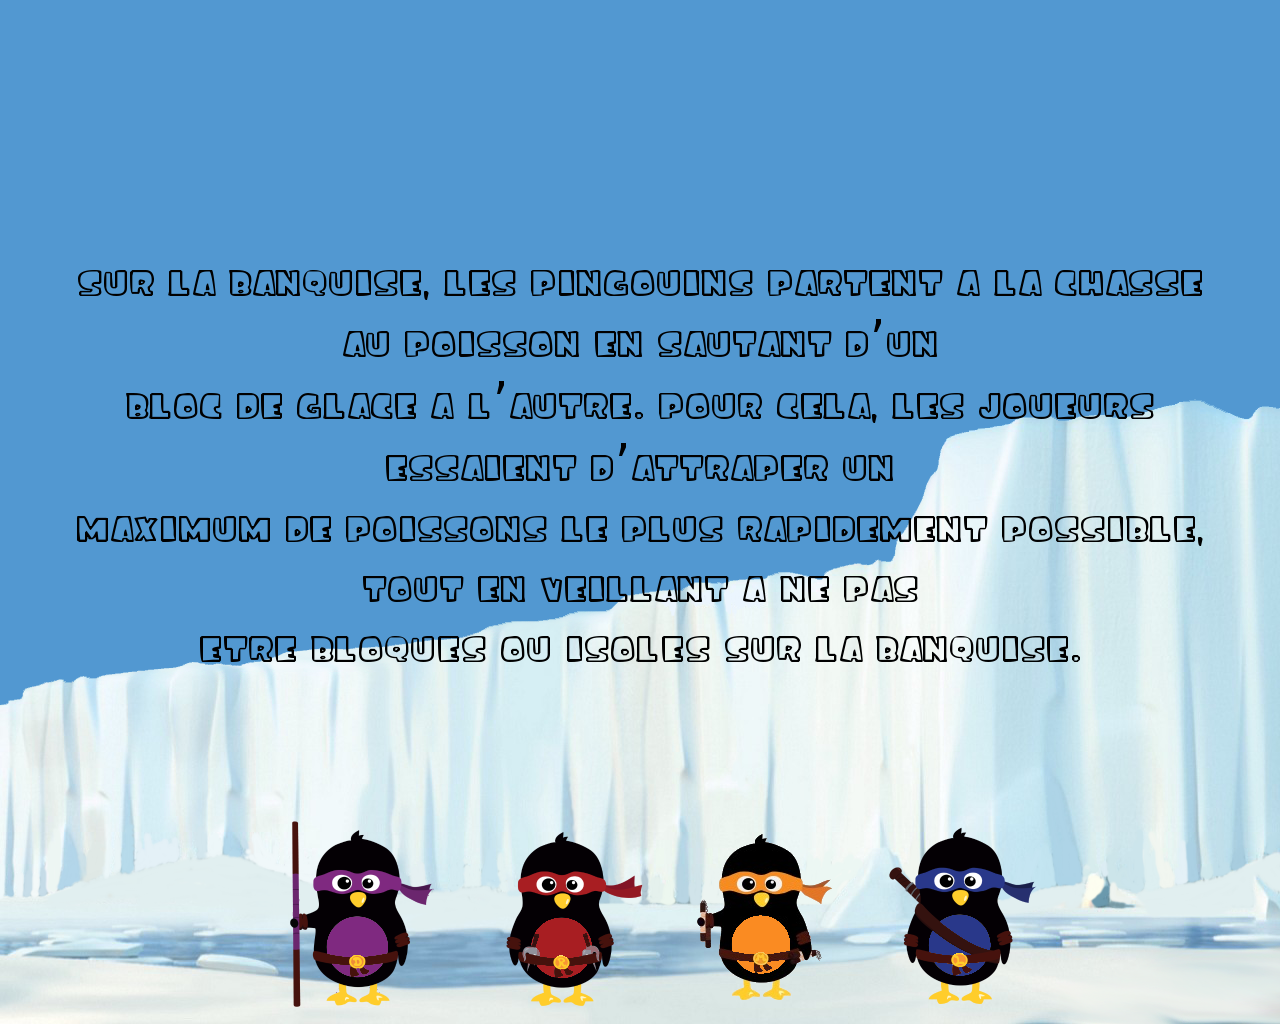 SUR LA BANQUISE, LES PINGOUINS PARTENT A LA CHASSE
AU POISSON EN SAUTANT D'UN
BLOC DE GLACE A L'AUTRE. POUR CELA, LES JOUEURS
ESSAIENT D'ATTRAPER UN
MAXIMUM DE POISSONS LE PLUS RAPIDEMENT POSSIBLE,
TOUT EN VEILLANT A NE PAS
ETRE BLOQUES OU ISOLES SUR LA BANQUISE.